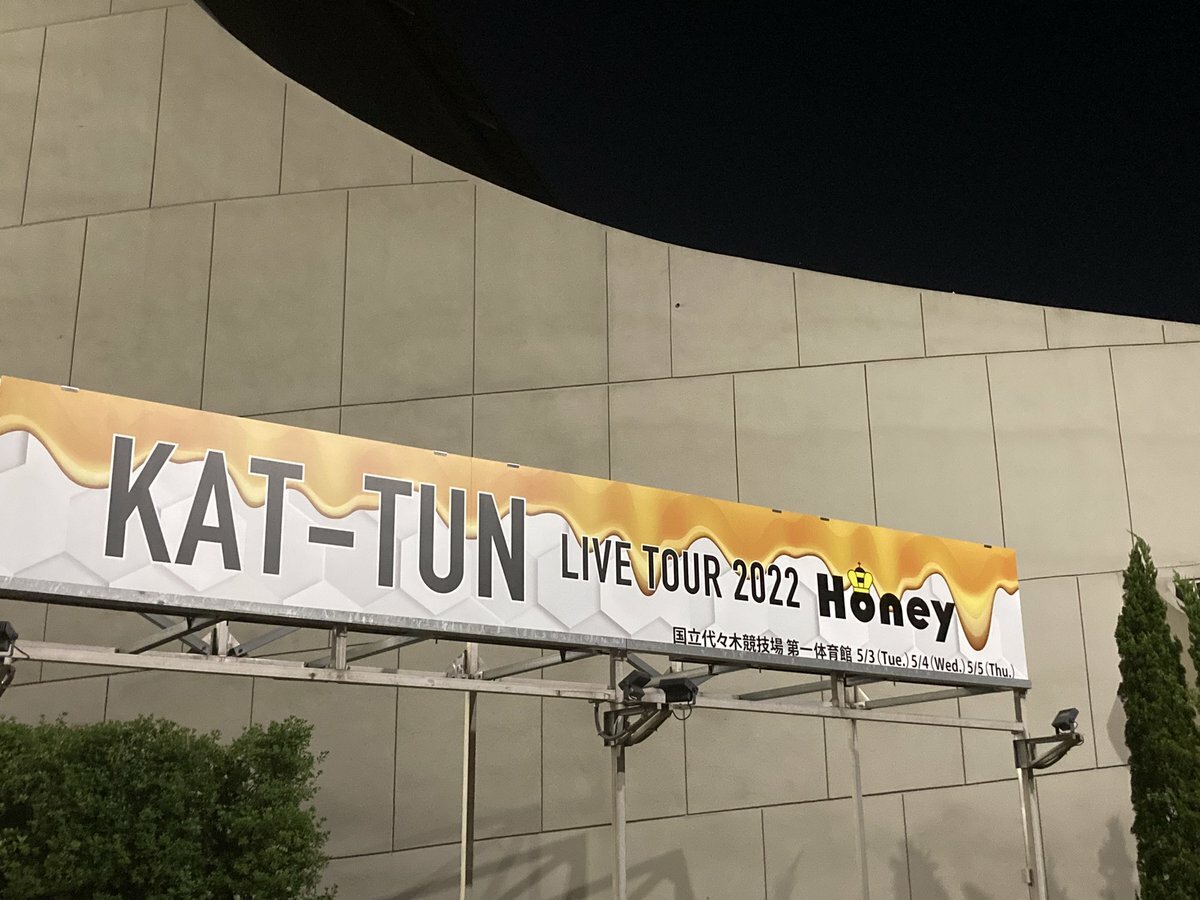 KAT-TUN LIVE TOUR 2022 Honey
国立代々木競技場 第一体育館 5/3(Tue.) 5/4(Wed.) 5/5(Thu.)